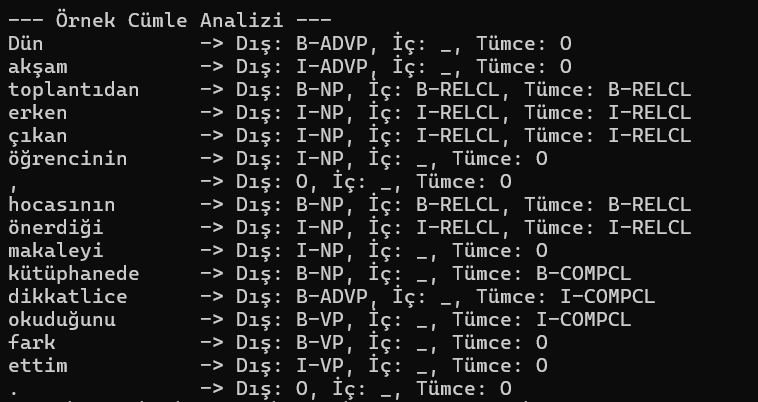 --- Örnek Cümle Analizi ---
Dün -> Dış: B-ADVP, İç: _, Tümce: O
akşam -> Dış: I-ADVP, İç: _, Tümce: O
toplantıdan -> Dış: B-NP, İç: B-RELCL, Tümce: B-RELCL
erken -> Dış: I-NP, İç: I-RELCL, Tümce: I-RELCL
çıkan -> Dış: I-NP, İç: I-RELCL, Tümce: I-RELCL
öğrencinin -> Dış: I-NP, İç: _, Tümce: O
, -> Dış: O, İç: _, Tümce: O
hocasının -> Dış: B-NP, İç: B-RELCL, Tümce: B-RELCL
önerdiği -> Dış: I-NP, İç: I-RELCL, Tümce: I-RELCL
makaleyi -> Dış: I-NP, İç: _, Tümce: O
kütüphanede -> Dış: B-NP, İç: _, Tümce: B-COMPCL
dikkatlice -> Dış: B-ADVP, İç: _, Tümce: I-COMPCL
okuduğunu -> Dış: B-VP, İç: _, Tümce: I-COMPCL
fark -> Dış: B-VP, İç: _, Tümce: O
ettim -> Dış: I-VP, İç: _, Tümce: O
. -> Dış: O, İç: _, Tümce: O